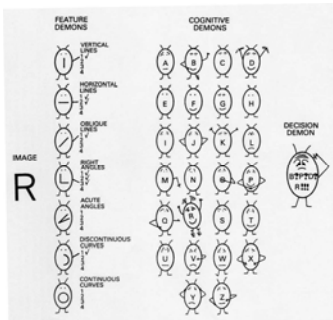 FEATURE
DEMONS
COGNITIVE
DEMONS
VERTICAL
LINES
HORIZONTAL
LINES
OBLIQUE
LINES
RIGHT
ANGLES
ACUTE
ANGLES
DISCONTINUOUS
CURVES
CONTINUOUS
CURVES
IMAGE
R
A B C D
E F G H
I J K L
M N O P
Q R S T
U V W X
Y Z
DECISION
DEMON
B?P?D?
R!!!